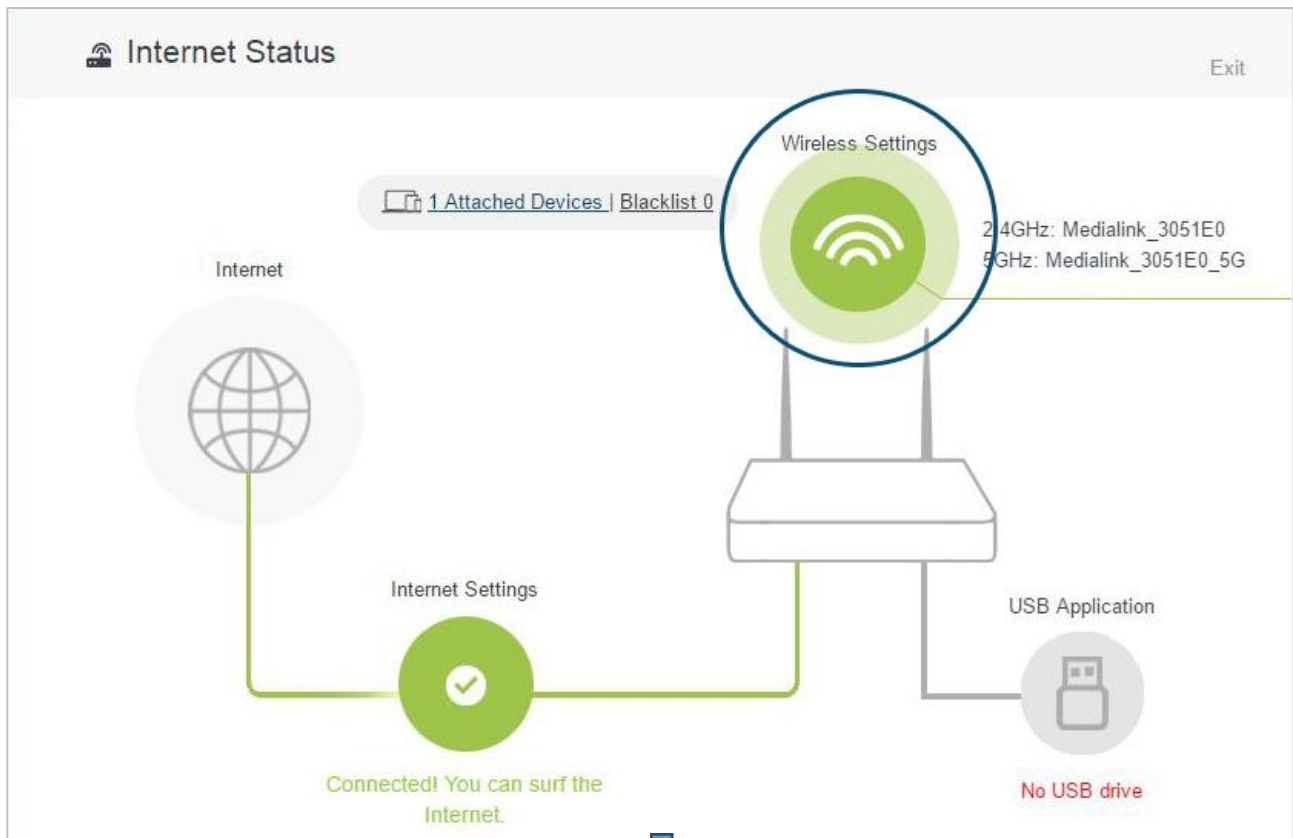 Internet Status
Exit
Wireless Settings
1 Attached Devices | Blacklist 0
2.4GHz: Medialink_3051E0
5GHz: Medialink_3051E0_5G
Internet
Internet Settings
USB Application
Connected! You can surf the
Internet.
No USB drive